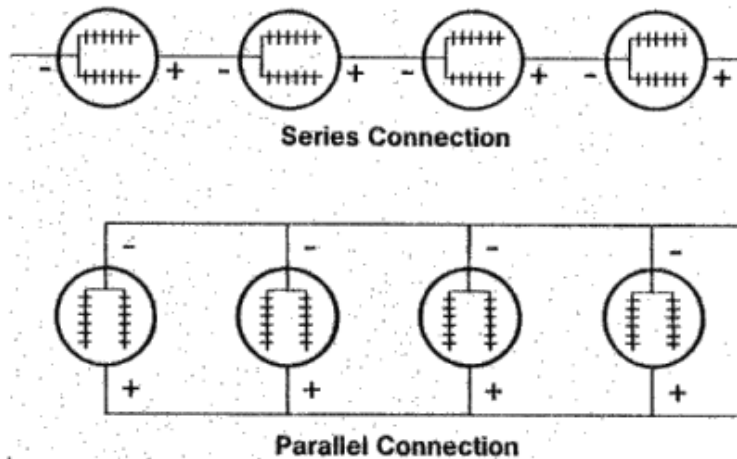 - + - + - + - +
Series Connection
- - - -
+ + + +
Parallel Connection